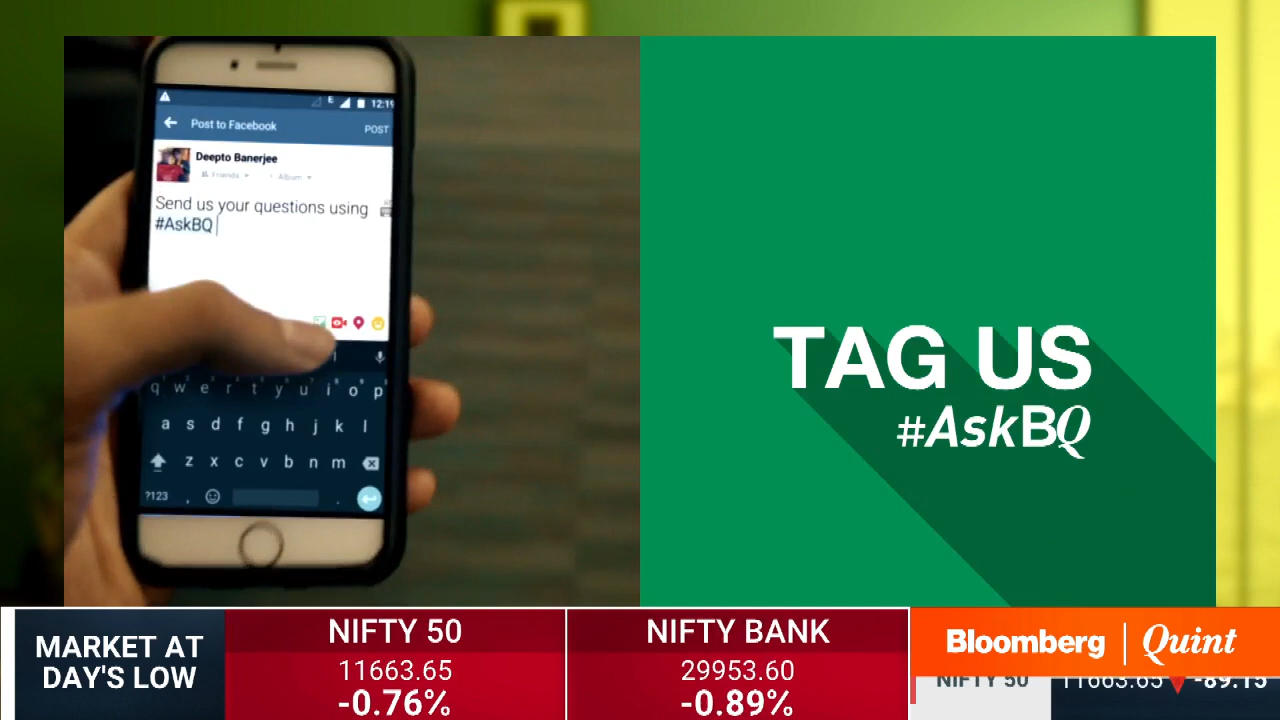 E 12:19
Post to Facebook POST
Deepto Banerjee
Friends Album
Send us your questions using
#AskBQ
q w e r t y u i o p
a s d f g h j k l
z x c v b n m
?123 , .
TAG US
#AskBQ
MARKET AT
DAY'S LOW
NIFTY 50
11663.65
-0.76%
NIFTY BANK
29953.60
-0.89%
Bloomberg | Quint
NIFTY 50 11663.65 -89.15